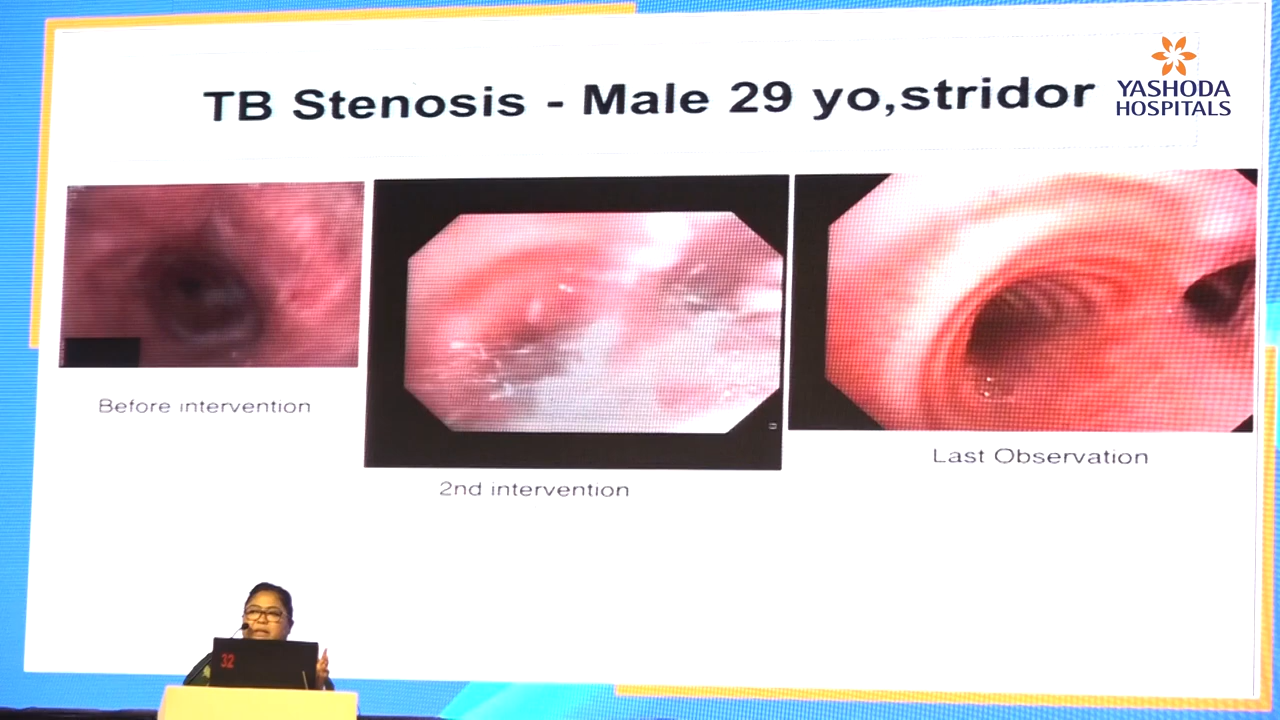 TB Stenosis - Male 29 yo,stridor
YASHODA
HOSPITALS
Before intervention
2nd intervention
Last Observation
32